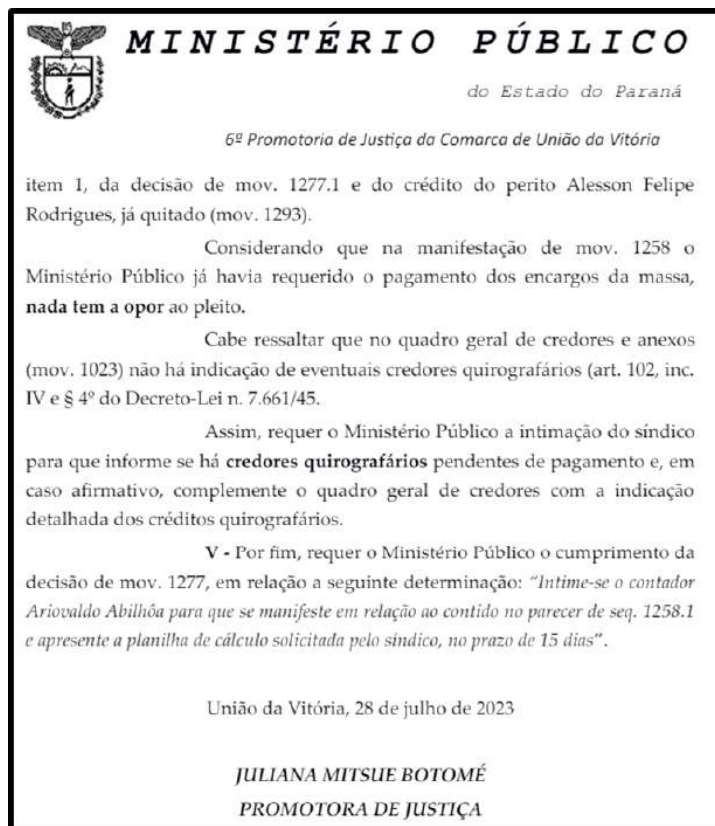 MINISTÉRIO PÚBLICO
do Estado do Paraná
6ª Promotoria de Justiça da Comarca de União da Vitória
item 1, da decisão de mov. 1277.1 e do crédito do perito Alesson Felipe
Rodrigues, já quitado (mov. 1293).
Considerando que na manifestação de mov. 1258 o
Ministério Público já havia requerido o pagamento dos encargos da massa,
nada tem a opor ao pleito.
Cabe ressaltar que no quadro geral de credores e anexos
(mov. 1023) não há indicação de eventuais credores quirografários (art. 102, inc.
IV e § 4º do Decreto-Lei n. 7.661/45.
Assim, requer o Ministério Público a intimação do síndico
para que informe se há credores quirografários pendentes de pagamento e, em
caso afirmativo, complemente o quadro geral de credores com a indicação
detalhada dos créditos quirografários.
V - Por fim, requer o Ministério Público o cumprimento da
decisão de mov. 1277, em relação a seguinte determinação: “Intime-se o contador
Ariovaldo Abilhôa para que se manifeste em relação ao contido no parecer de seq. 1258.1
e apresente a planilha de cálculo solicitada pelo síndico, no prazo de 15 dias”.
União da Vitória, 28 de julho de 2023
JULIANA MITSUE BOTOMÉ
PROMOTORA DE JUSTIÇA